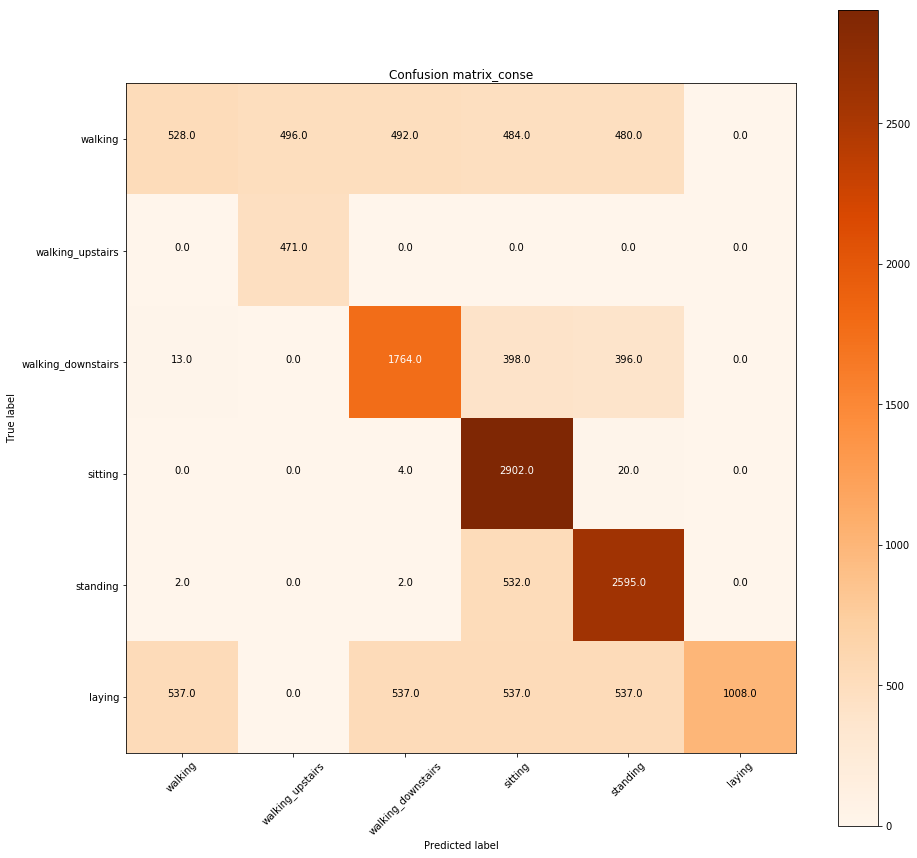 Confusion matrix_conse
walking 528.0 496.0 492.0 484.0 480.0 0.0
walking_upstairs 0.0 471.0 0.0 0.0 0.0 0.0
walking_downstairs 13.0 0.0 1764.0 398.0 396.0 0.0
sitting 0.0 0.0 4.0 2902.0 20.0 0.0
standing 2.0 0.0 2.0 532.0 2595.0 0.0
laying 537.0 0.0 537.0 537.0 537.0 1008.0
True label
walking walking_upstairs walking_downstairs sitting standing laying
Predicted label
2500
2000
1500
1000
500
0